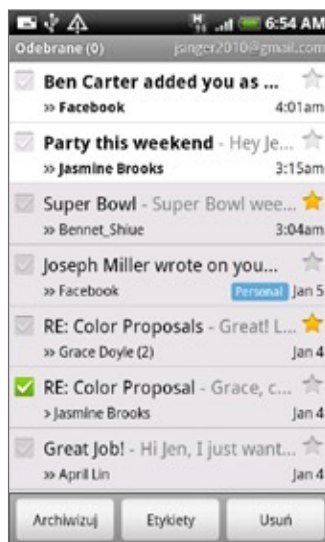 6:54 AM
Odebrane (0) jsanger2010@gmail.com
Ben Carter added you as ...
» Facebook 4:01am
Party this weekend - Hey Je...
» Jasmine Brooks 3:15am
Super Bowl - Super Bowl wee...
» Bennet_Shiue 3:04am
Joseph Miller wrote on you...
» Facebook Personal Jan 5
RE: Color Proposals - Great! L...
» Grace Doyle (2) Jan 4
RE: Color Proposal - Grace, c...
› Jasmine Brooks Jan 4
Great Job! - Hi Jen, I just want...
» April Lin Jan 4
Archiwizuj Etykiety Usuń